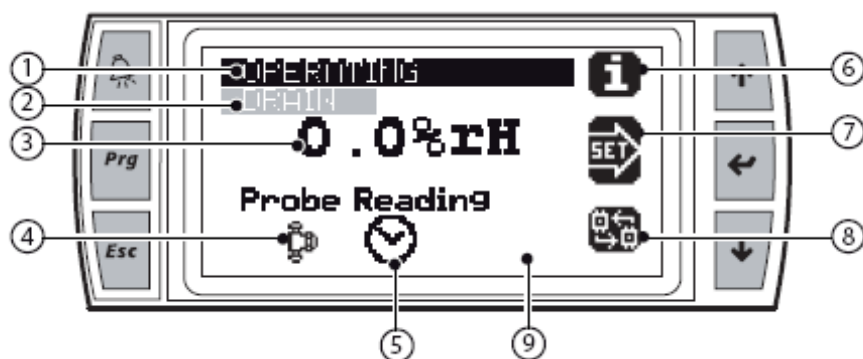 ① OPERATING i ⑥
② DRAIN
③ Prg 0.0%rH SET ⑦
Probe Reading
④ Esc ⑧
⑤ ⑨